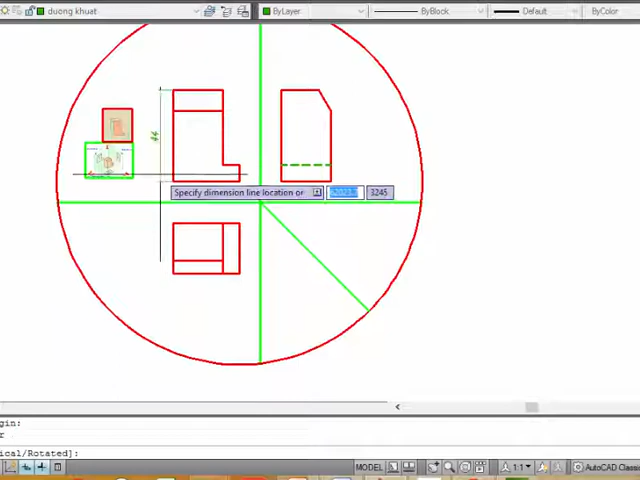 duong khuat ByLayer ByBlock Default ByColor
Specify dimension line location or 3245
gin:
r
ical/Rotated]:
MODEL 1:1 AutoCAD Classic